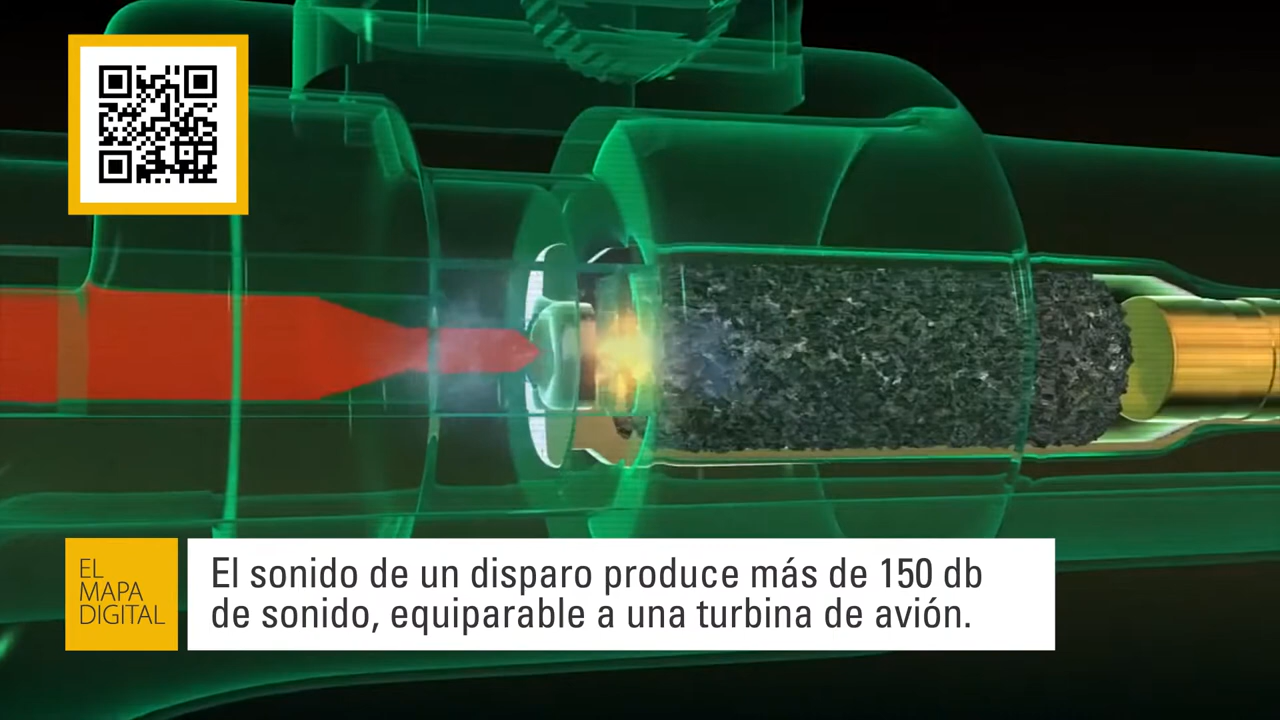 EL
MAPA
DIGITAL
El sonido de un disparo produce más de 150 db
de sonido, equiparable a una turbina de avión.